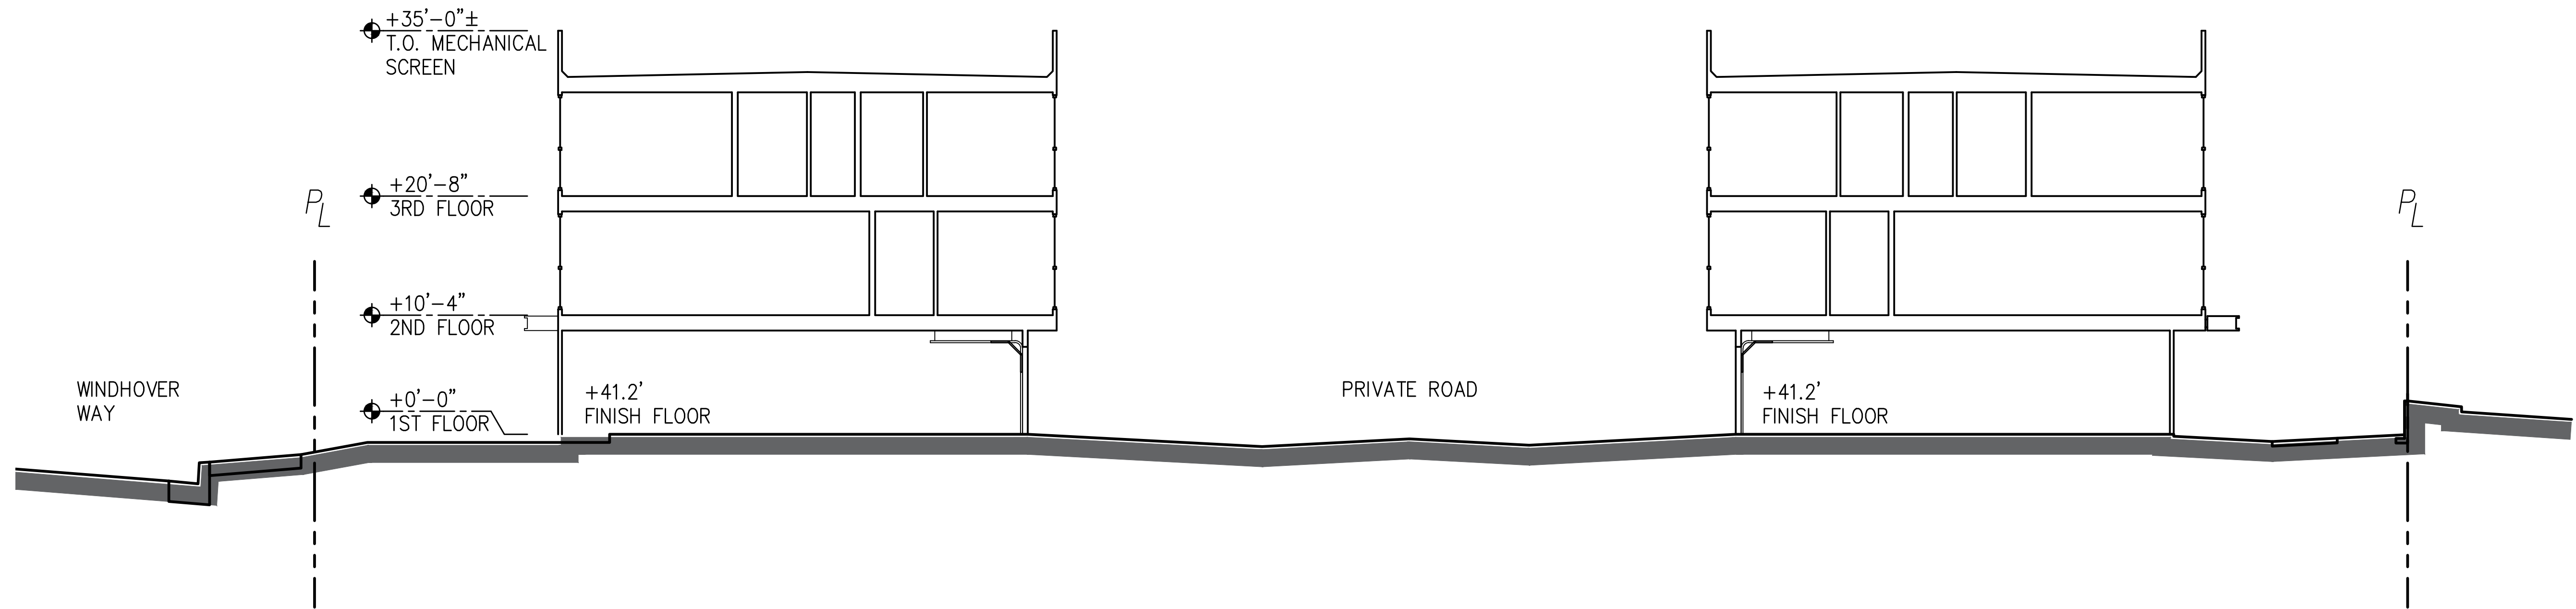 +35'-0"±
T.O. MECHANICAL
SCREEN
+20'-8"
3RD FLOOR
PL
PL
+10'-4"
2ND FLOOR
WINDHOVER
WAY
+0'-0"
1ST FLOOR
+41.2'
FINISH FLOOR
PRIVATE ROAD
+41.2'
FINISH FLOOR